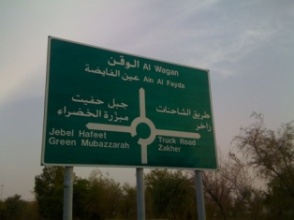 الوقن Al Wagan
عين الفايضة
Ain Al Fayda
جبل حفيت
مبزرة الخضراء
طريق الشاحنات
زاخر
Jebel Hafeet
Green Mubazzarah
Truck Road
Zakher